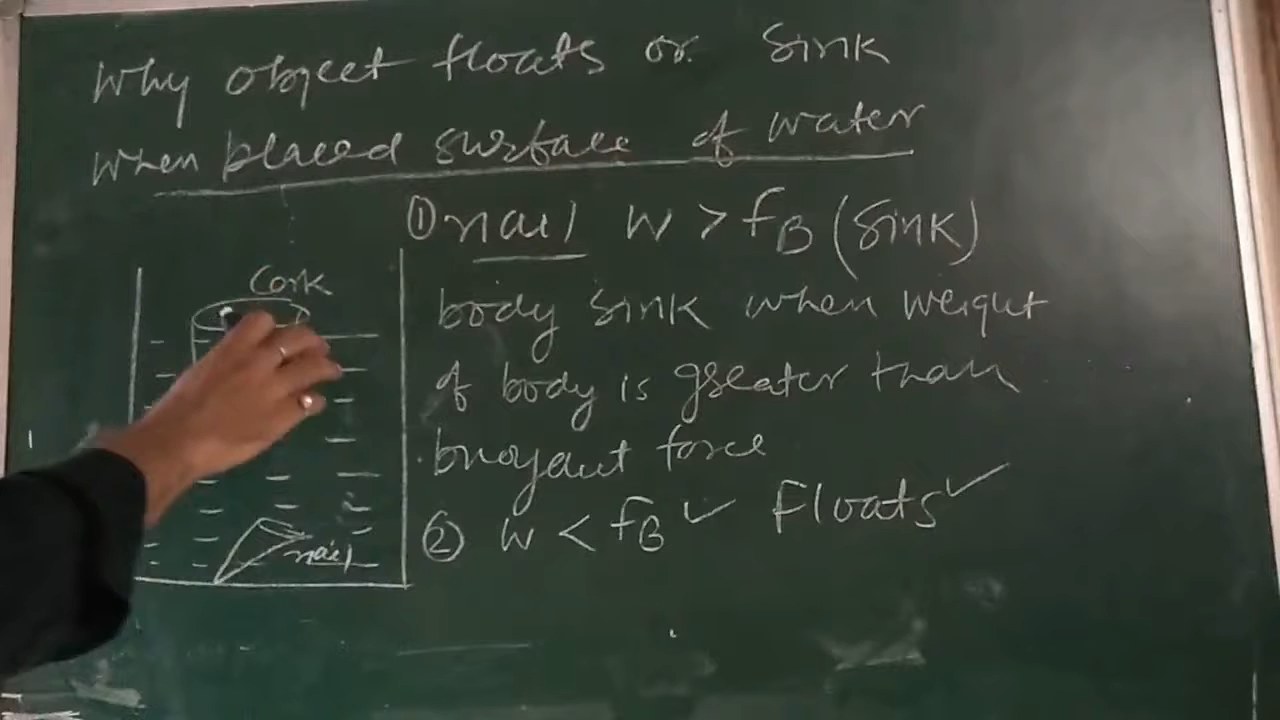 Why object floats or sink
when placed surface of water
① nail W > FB (Sink)
Cork
body sink when weight
of body is greater than
buoyant force
② W < FB ✓ Floats ✓
nail